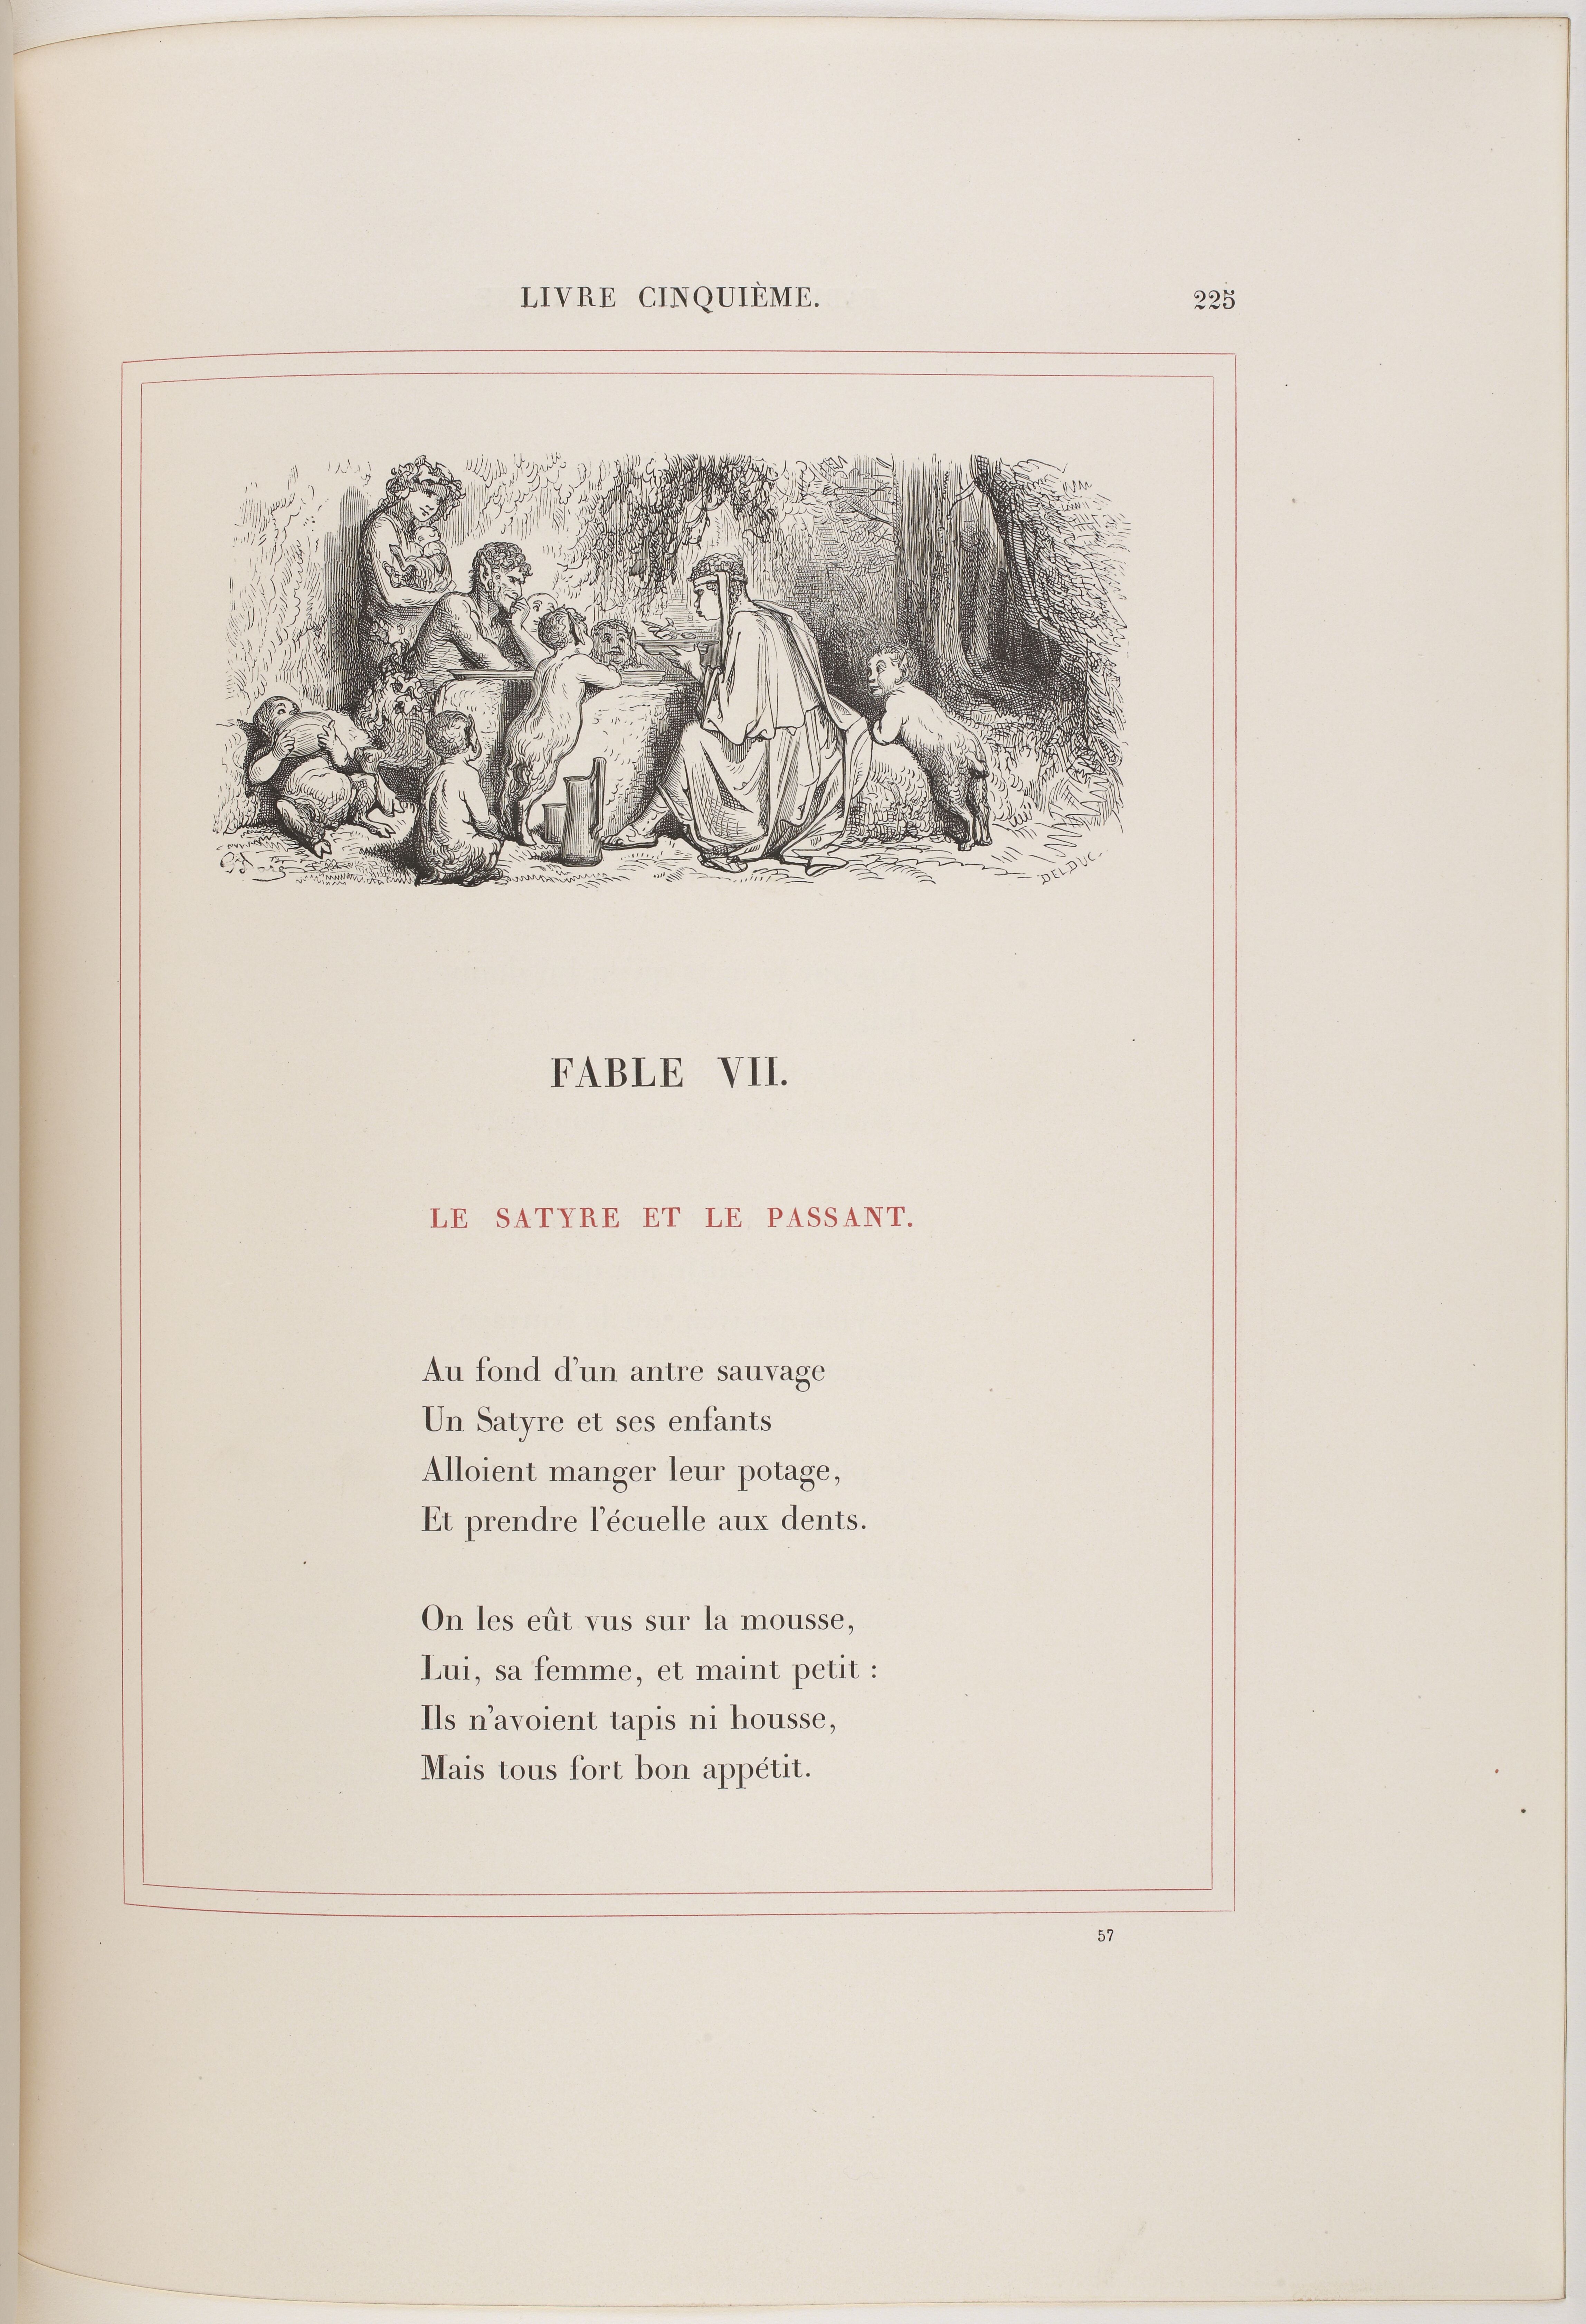 LIVRE CINQUIÈME. 225
DELDUC
FABLE VII.
LE SATYRE ET LE PASSANT.
Au fond d'un antre sauvage
Un Satyre et ses enfants
Alloient manger leur potage,
Et prendre l'écuelle aux dents.
On les eût vus sur la mousse,
Lui, sa femme, et maint petit :
Ils n'avoient tapis ni housse,
Mais tous fort bon appétit.
57